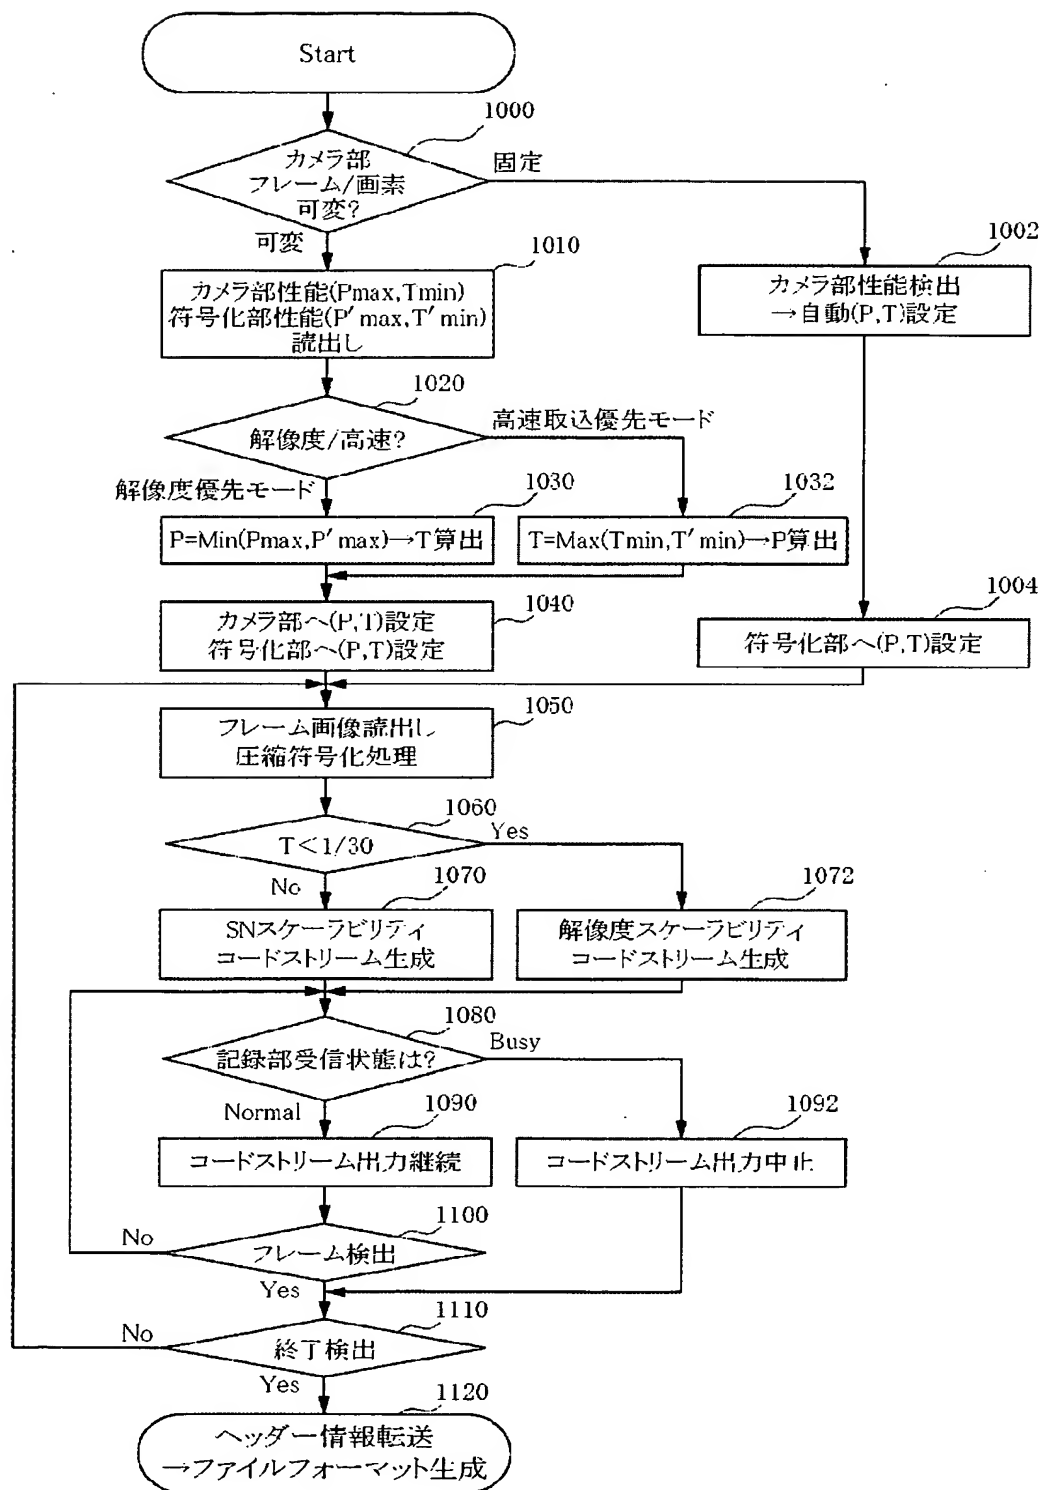 Start
1000
カメラ部
フレーム/画素
可変?
固定
可変
1010
カメラ部性能(Pmax,Tmin)
符号化部性能(P′max,T′min)
読出し
1002
カメラ部性能検出
→自動(P,T)設定
1020
解像度/高速?
高速取込優先モード
解像度優先モード
1030
P=Min(Pmax,P′max)→T算出
1032
T=Max(Tmin,T′min)→P算出
1040
カメラ部へ(P,T)設定
符号化部へ(P,T)設定
1004
符号化部へ(P,T)設定
1050
フレーム画像読出し
圧縮符号化処理
1060
T<1/30
Yes
No
1070
SNスケーラビリティ
コードストリーム生成
1072
解像度スケーラビリティ
コードストリーム生成
1080
記録部受信状態は?
Busy
Normal
1090
コードストリーム出力継続
1092
コードストリーム出力中止
1100
フレーム検出
No
Yes
1110
終了検出
No
Yes
1120
ヘッダー情報転送
→ファイルフォーマット生成